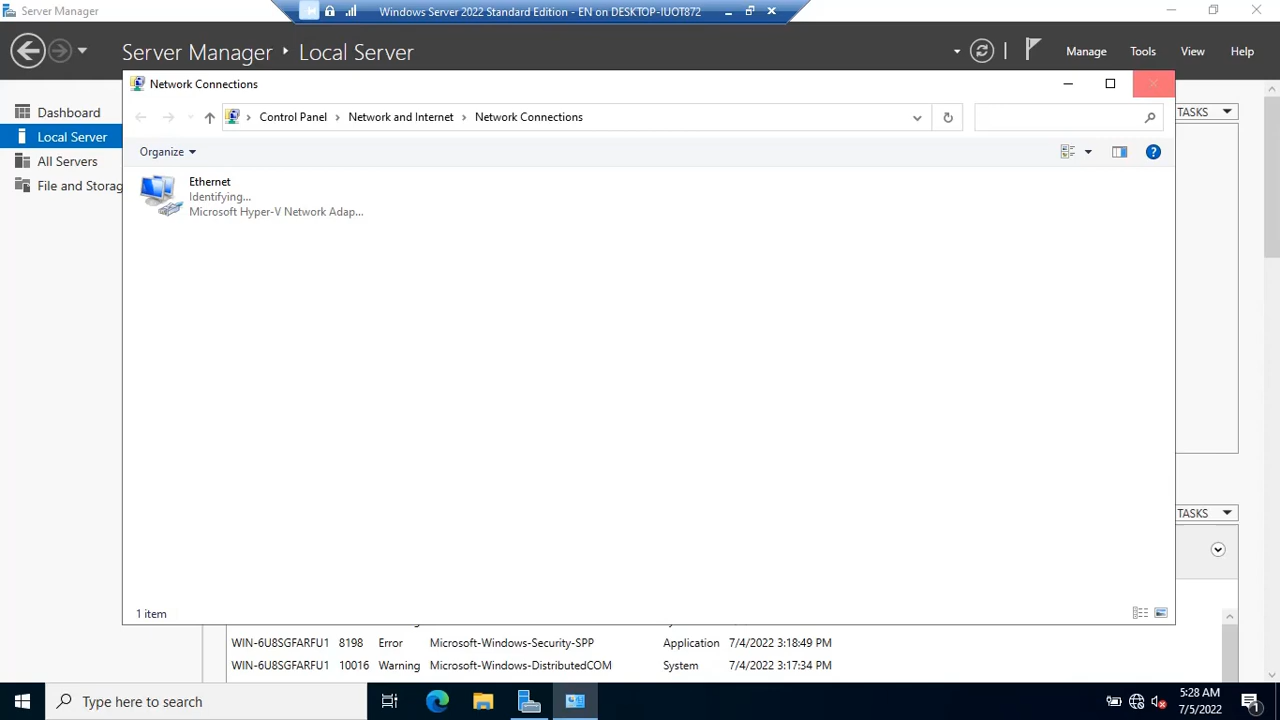 Server Manager
Windows Server 2022 Standard Edition - EN on DESKTOP-IUOT872
Server Manager Local Server
Manage
Tools
View
Help
Network Connections
Control Panel
Network and Internet
Network Connections
Dashboard
Local Server
All Servers
File and Storag
Organize
Ethernet
Identifying...
Microsoft Hyper-V Network Adap...
TASKS
TASKS
1 item
WIN-6U8SGFARFU1 8198 Error Microsoft-Windows-Security-SPP Application 7/4/2022 3:18:49 PM
WIN-6U8SGFARFU1 10016 Warning Microsoft-Windows-DistributedCOM System 7/4/2022 3:17:34 PM
Type here to search
5:28 AM
7/5/2022
1